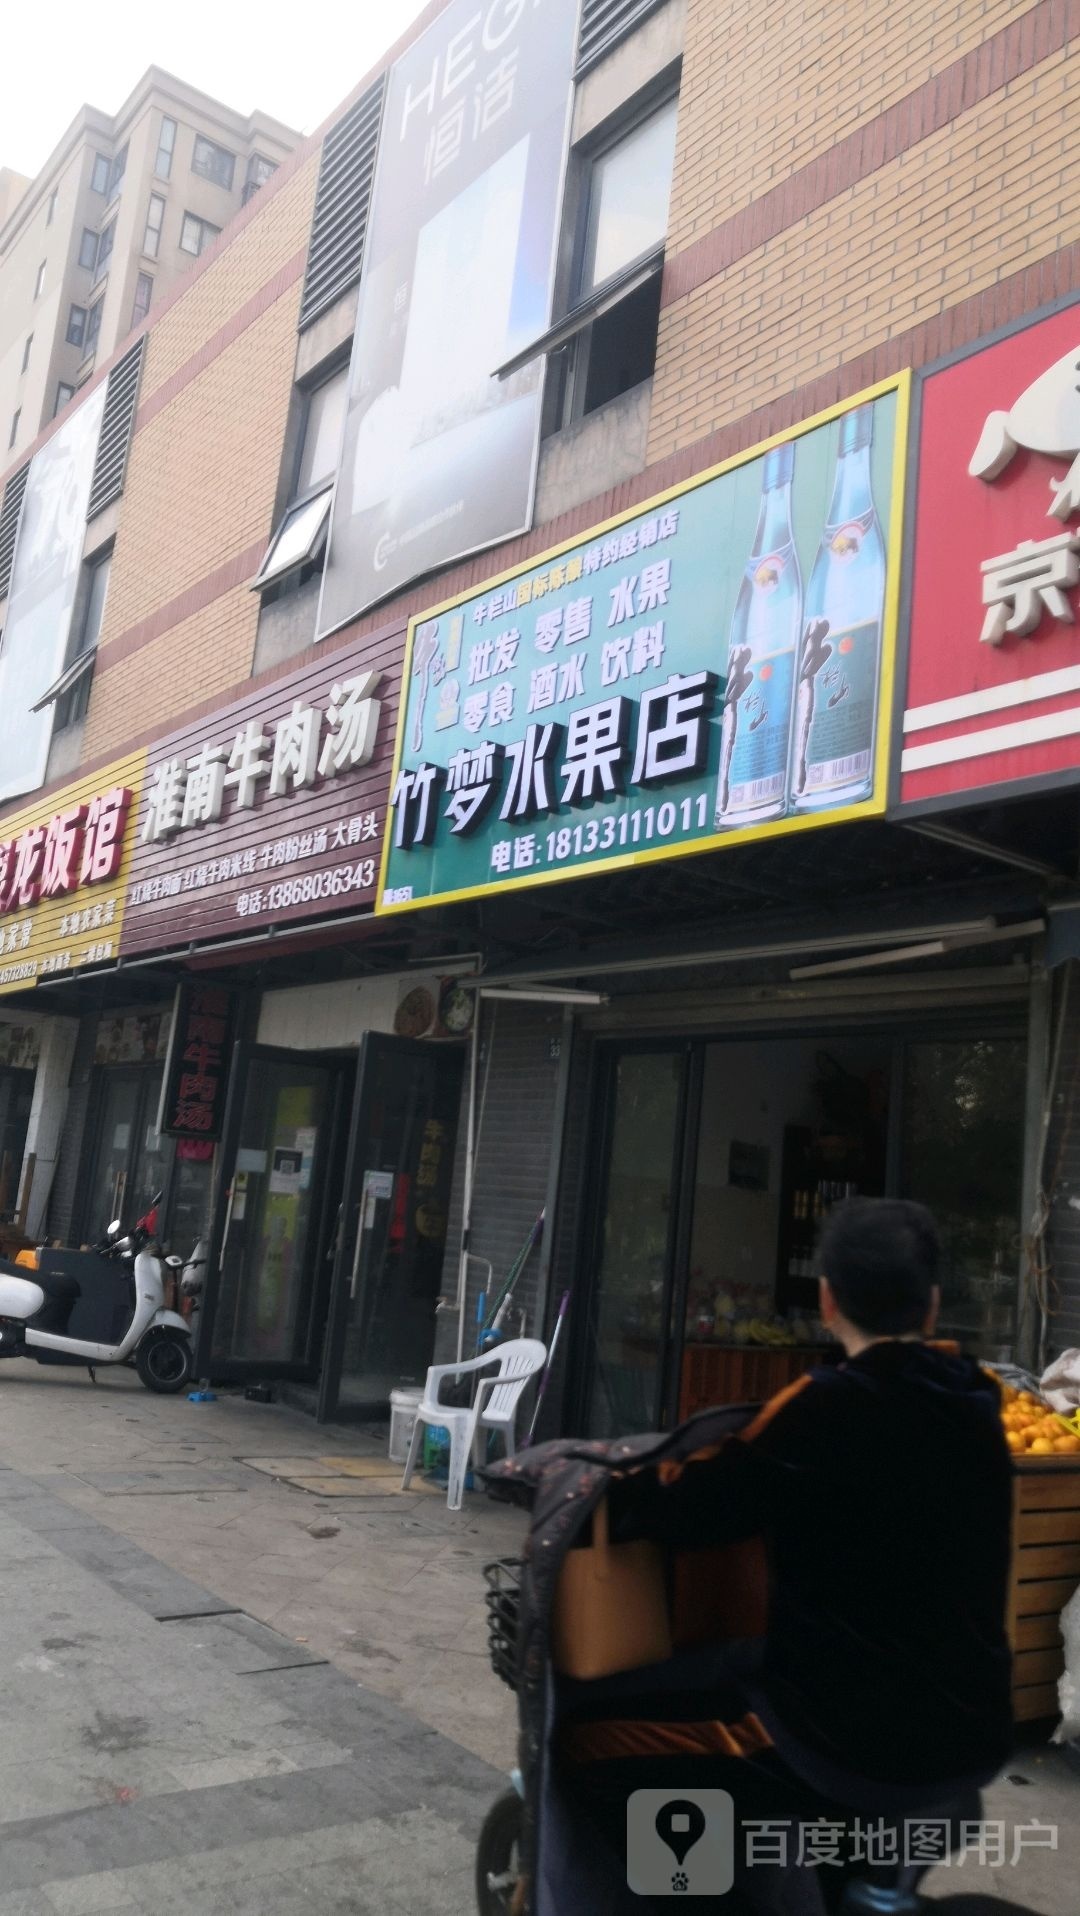 HEG
恒洁
牛栏山国标陈酿特约经销店
批发 零售 水果
零食 酒水 饮料
竹梦水果店
电话:18133111011
牛栏山
牛栏山
京
淮南牛肉汤
红烧牛肉面·红烧牛肉米线·牛肉粉丝汤·大骨头
电话:13868036343
龙饭馆
家常 本地农家菜
淮南牛肉汤
牛肉汤
33
百度地图用户